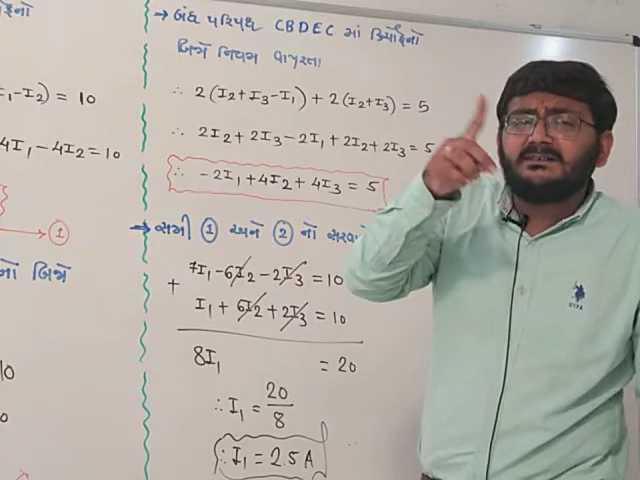 I₁-I₂) = 10
4I₁-4I₂=10
①
નો બિજો
→ બંધ પરિપથ CBDEC માં કિર્ચોફનો
બિજો નિયમ વાપરતા
∴ 2(I₂+I₃-I₁)+2(I₂+I₃) = 5
∴ 2I₂+2I₃-2I₁+2I₂+2I₃=5
∴ -2I₁+4I₂+4I₃ = 5
→ સમી ① અને ② નો
7I₁-6I₂-2I₃=10
+ I₁+6I₂+2I₃=10
8I₁ = 20
∴ I₁ = 20/8
∴ I₁ = 2.5 A